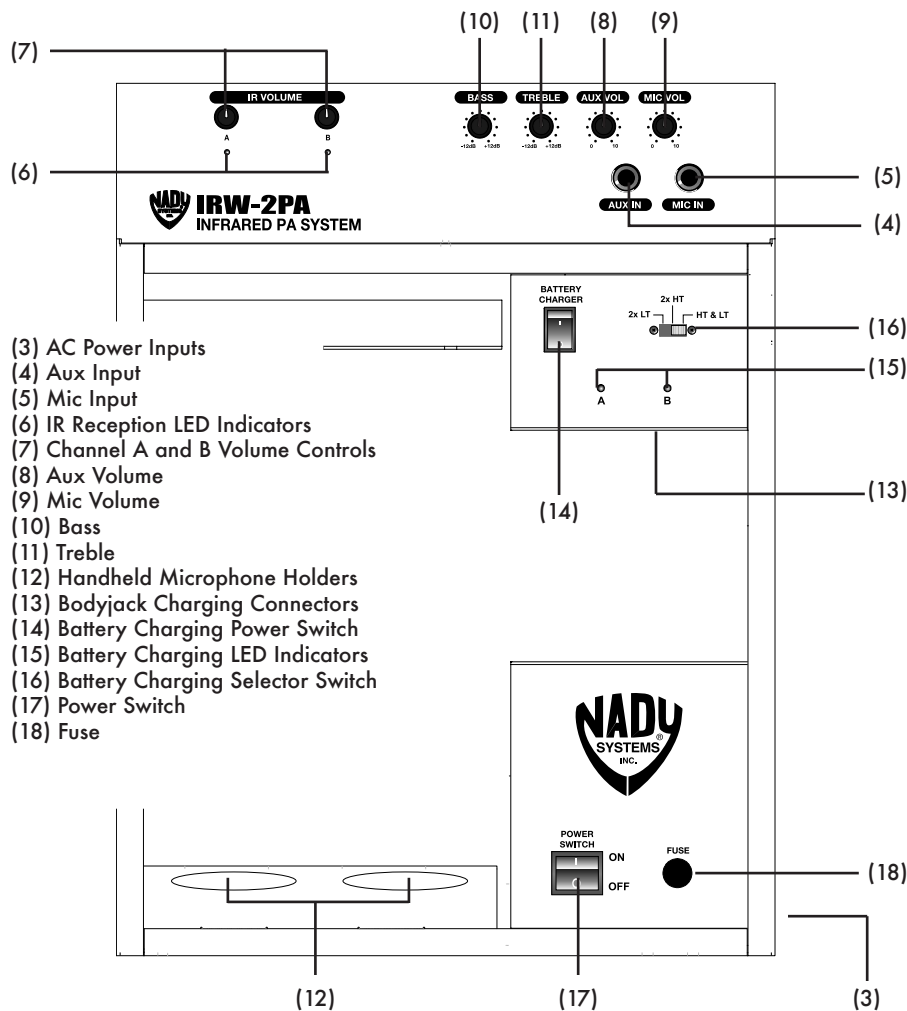 (10) (11) (8) (9)
(7)
IR VOLUME BASS TREBLE AUX VOL MIC VOL
A B -12dB +12dB -12dB +12dB 0 10 0 10
(6)
(5)
NADY SYSTEMS INC. IRW-2PA
INFRARED PA SYSTEM
AUX IN MIC IN
(4)
BATTERY
CHARGER
2x HT
2x LT HT & LT
(16)
(15)
A B
(13)
(14)
(3) AC Power Inputs
(4) Aux Input
(5) Mic Input
(6) IR Reception LED Indicators
(7) Channel A and B Volume Controls
(8) Aux Volume
(9) Mic Volume
(10) Bass
(11) Treble
(12) Handheld Microphone Holders
(13) Bodyjack Charging Connectors
(14) Battery Charging Power Switch
(15) Battery Charging LED Indicators
(16) Battery Charging Selector Switch
(17) Power Switch
(18) Fuse
NADY
SYSTEMS ®
INC.
POWER
SWITCH
ON
OFF
FUSE
(18)
(12) (17) (3)